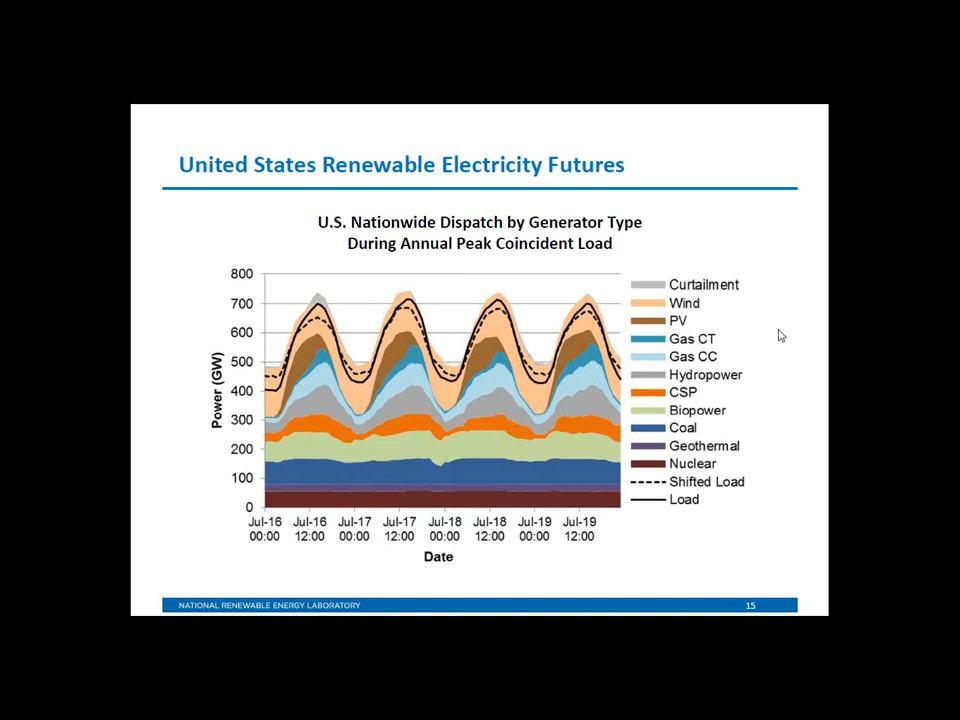 United States Renewable Electricity Futures
U.S. Nationwide Dispatch by Generator Type
During Annual Peak Coincident Load
800
700
600
500
400
300
200
100
0
Power (GW)
Jul-16 Jul-16 Jul-17 Jul-17 Jul-18 Jul-18 Jul-19 Jul-19
00:00 12:00 00:00 12:00 00:00 12:00 00:00 12:00
Date
Curtailment
Wind
PV
Gas CT
Gas CC
Hydropower
CSP
Biopower
Coal
Geothermal
Nuclear
Shifted Load
Load
NATIONAL RENEWABLE ENERGY LABORATORY
15